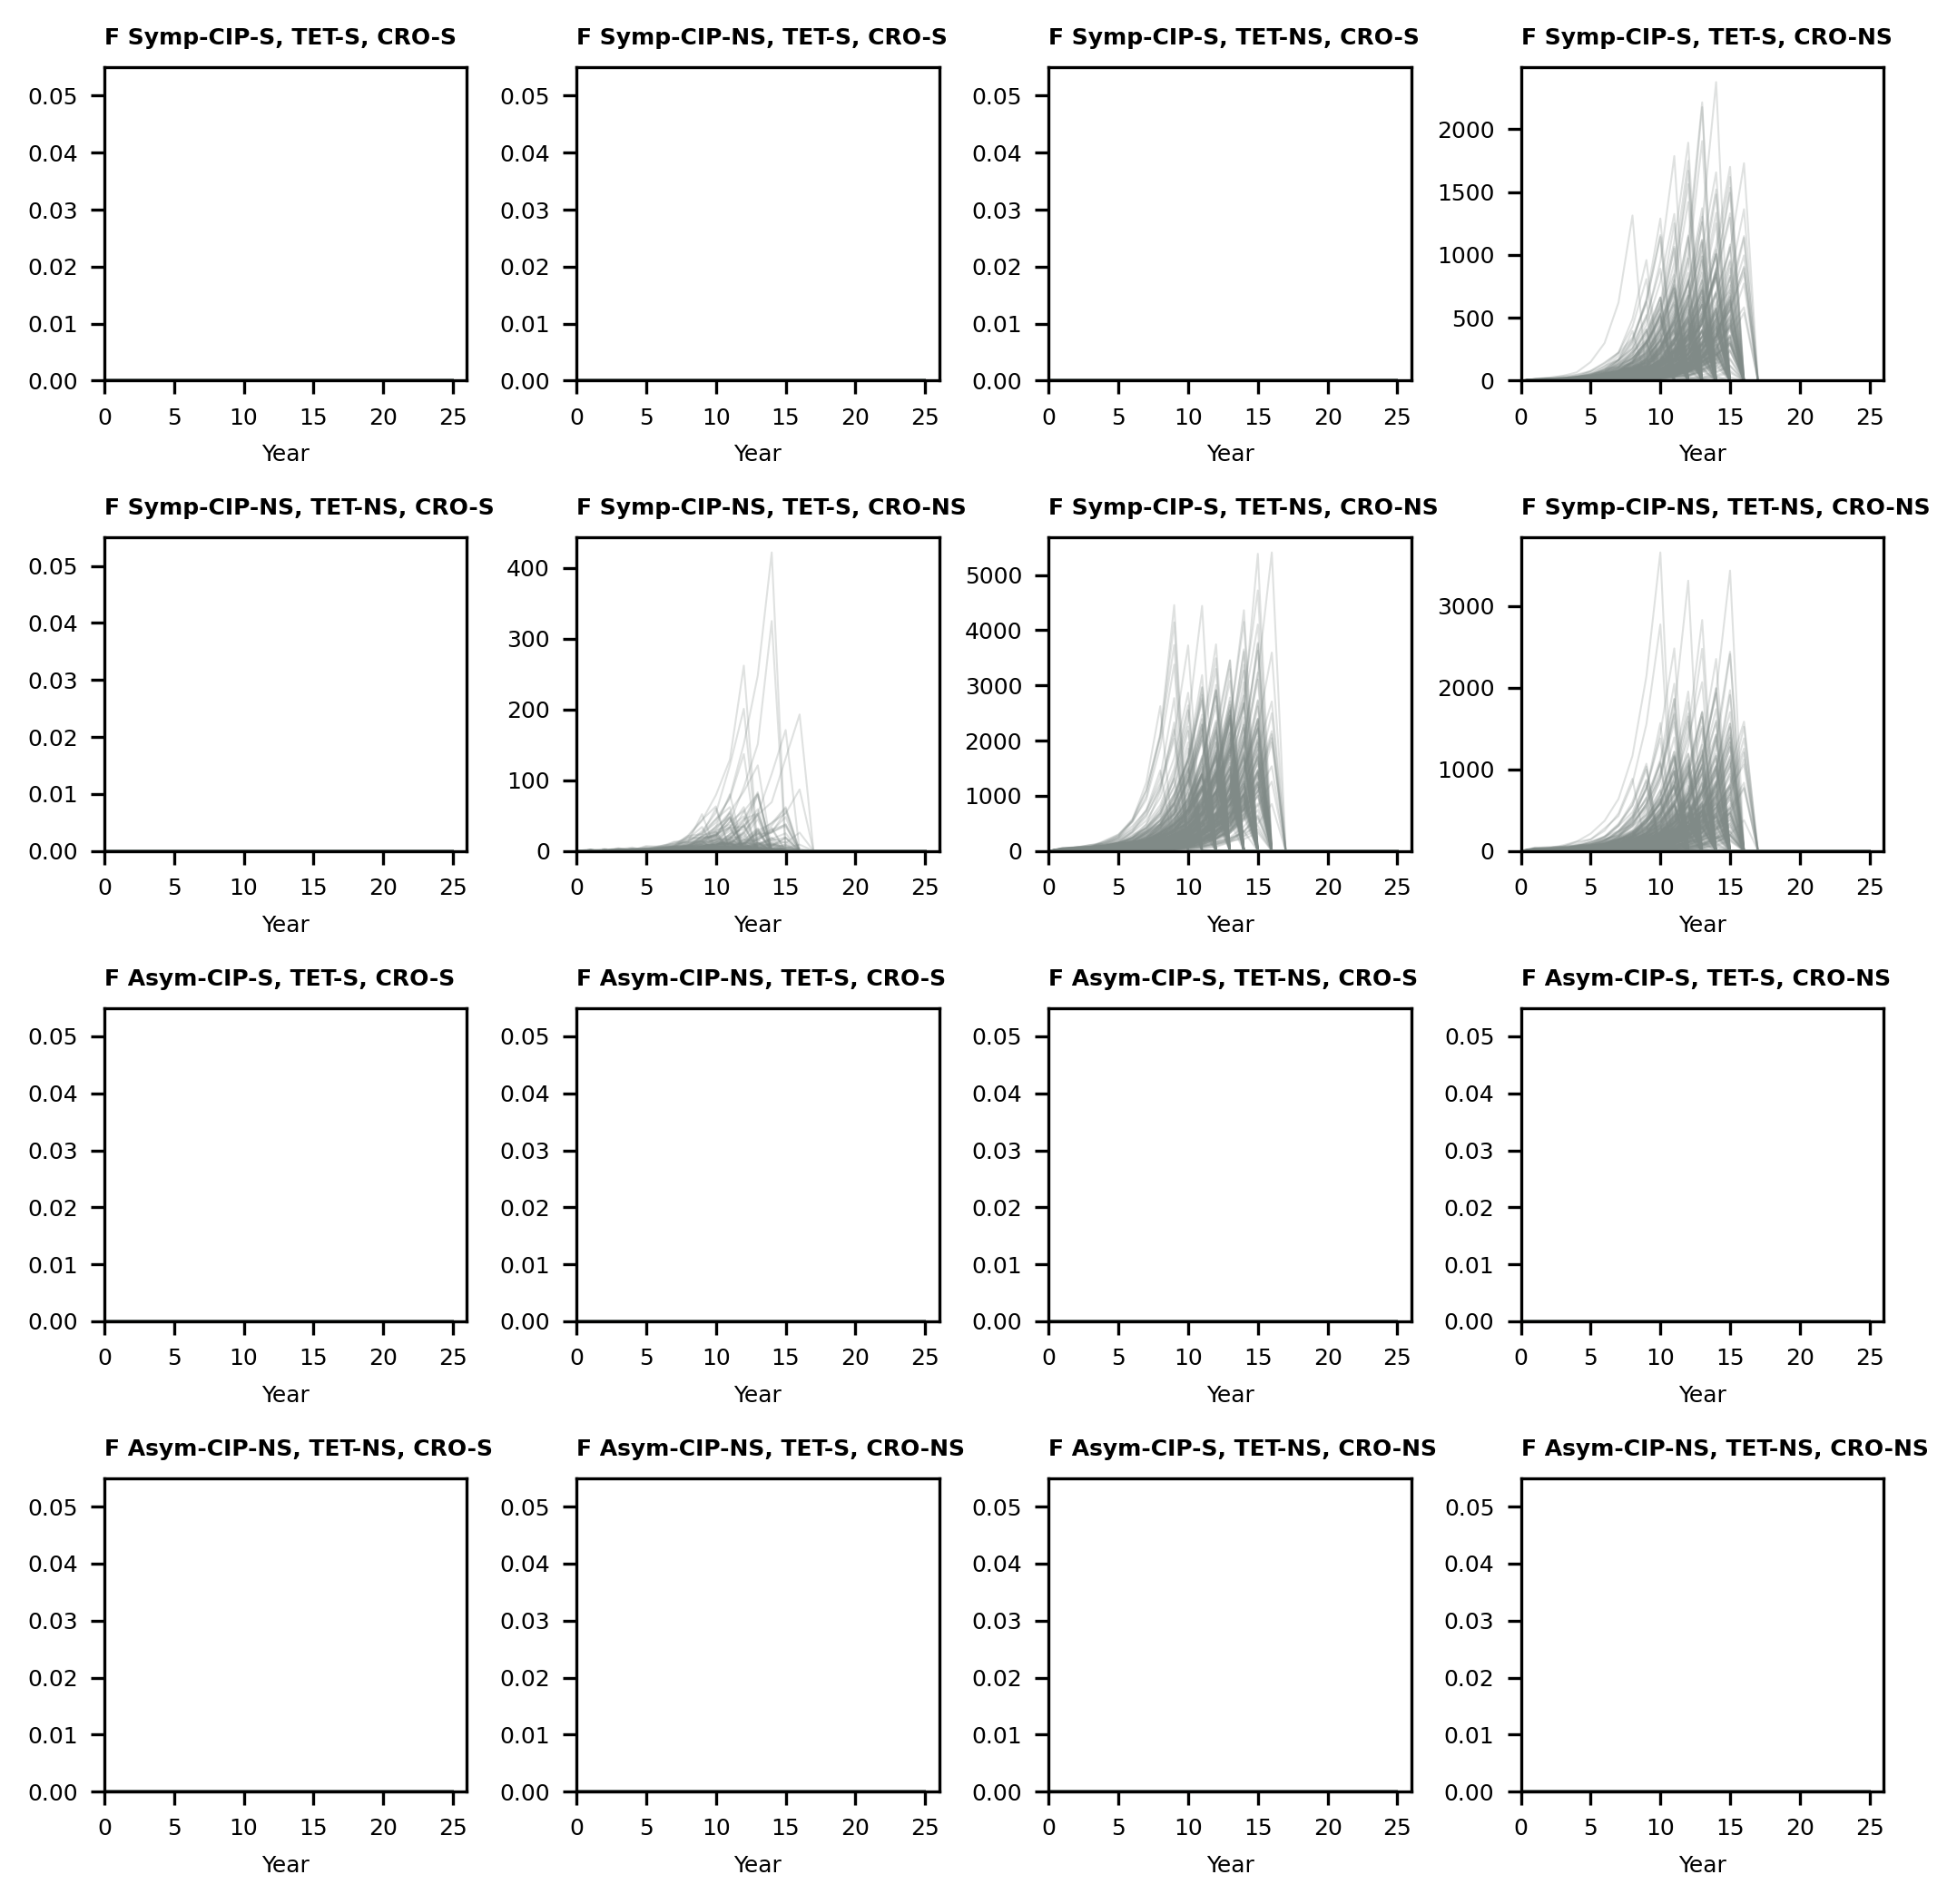 F Symp-CIP-S, TET-S, CRO-S
0.05
0.04
0.03
0.02
0.01
0.00
0 5 10 15 20 25
Year
F Symp-CIP-NS, TET-S, CRO-S
0.05
0.04
0.03
0.02
0.01
0.00
0 5 10 15 20 25
Year
F Symp-CIP-S, TET-NS, CRO-S
0.05
0.04
0.03
0.02
0.01
0.00
0 5 10 15 20 25
Year
F Symp-CIP-S, TET-S, CRO-NS
2000
1500
1000
500
0
0 5 10 15 20 25
Year
F Symp-CIP-NS, TET-NS, CRO-S
0.05
0.04
0.03
0.02
0.01
0.00
0 5 10 15 20 25
Year
F Symp-CIP-NS, TET-S, CRO-NS
400
300
200
100
0
0 5 10 15 20 25
Year
F Symp-CIP-S, TET-NS, CRO-NS
5000
4000
3000
2000
1000
0
0 5 10 15 20 25
Year
F Symp-CIP-NS, TET-NS, CRO-NS
3000
2000
1000
0
0 5 10 15 20 25
Year
F Asym-CIP-S, TET-S, CRO-S
0.05
0.04
0.03
0.02
0.01
0.00
0 5 10 15 20 25
Year
F Asym-CIP-NS, TET-S, CRO-S
0.05
0.04
0.03
0.02
0.01
0.00
0 5 10 15 20 25
Year
F Asym-CIP-S, TET-NS, CRO-S
0.05
0.04
0.03
0.02
0.01
0.00
0 5 10 15 20 25
Year
F Asym-CIP-S, TET-S, CRO-NS
0.05
0.04
0.03
0.02
0.01
0.00
0 5 10 15 20 25
Year
F Asym-CIP-NS, TET-NS, CRO-S
0.05
0.04
0.03
0.02
0.01
0.00
0 5 10 15 20 25
Year
F Asym-CIP-NS, TET-S, CRO-NS
0.05
0.04
0.03
0.02
0.01
0.00
0 5 10 15 20 25
Year
F Asym-CIP-S, TET-NS, CRO-NS
0.05
0.04
0.03
0.02
0.01
0.00
0 5 10 15 20 25
Year
F Asym-CIP-NS, TET-NS, CRO-NS
0.05
0.04
0.03
0.02
0.01
0.00
0 5 10 15 20 25
Year